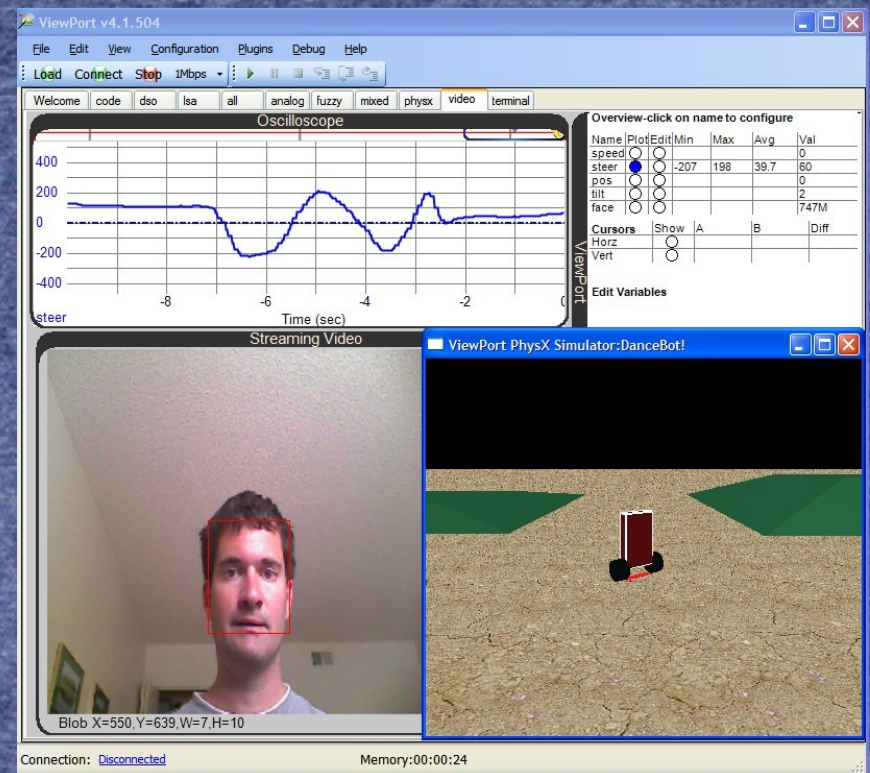 ViewPort v4.1.504
File Edit View Configuration Plugins Debug Help
Load Connect Stop 1Mbps
Welcome code dso lsa all analog fuzzy mixed physx video terminal
Oscilloscope
400
200
0
-200
-400
-8 -6 -4 -2 0
steer
Time (sec)
ViewPort
Overview-click on name to configure
Name Plot Edit Min Max Avg Val
speed 0
steer -207 198 39.7 60
pos 0
tilt 2
face 747M
Cursors Show A B Diff
Horz
Vert
Edit Variables
Streaming Video
Blob X=550,Y=639,W=7,H=10
ViewPort PhysX Simulator:DanceBot!
Connection: Disconnected Memory:00:00:24